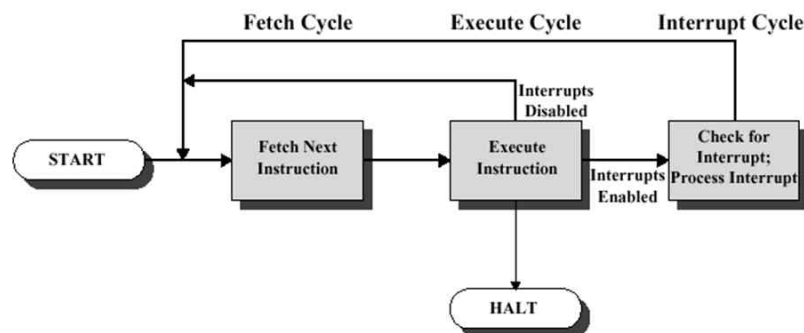 Fetch Cycle
Execute Cycle
Interrupt Cycle
Interrupts
Disabled
START
Fetch Next
Instruction
Execute
Instruction
Interrupts
Enabled
Check for
Interrupt;
Process Interrupt
HALT